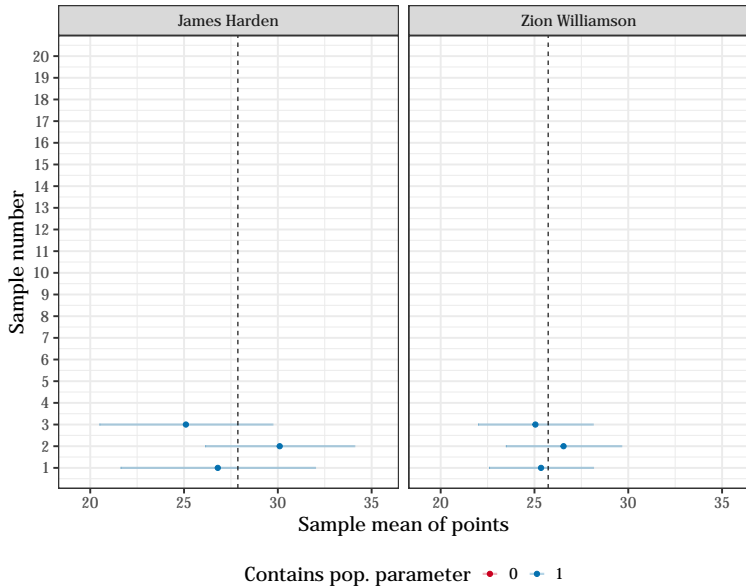 James Harden
Zion Williamson
Sample number
20
19
18
17
16
15
14
13
12
11
10
9
8
7
6
5
4
3
2
1
20 25 30 35
20 25 30 35
Sample mean of points
Contains pop. parameter 0 1